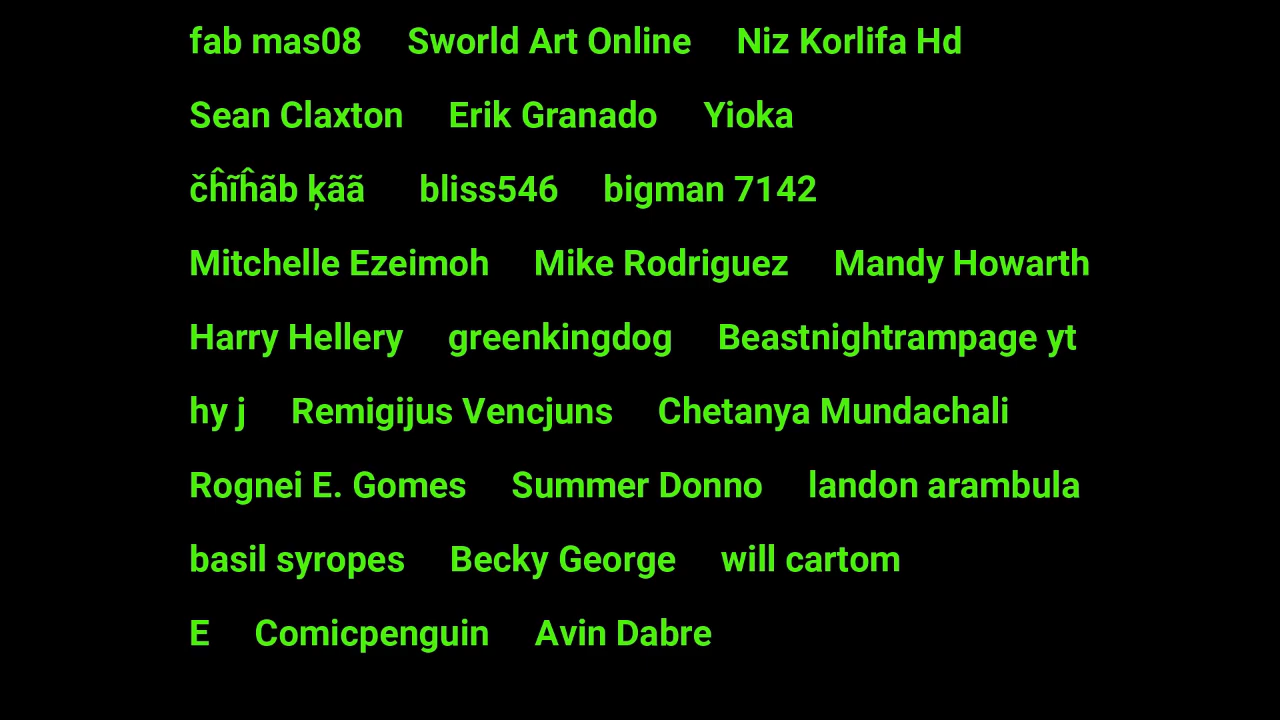 fab mas08 Sworld Art Online Niz Korlifa Hd
Sean Claxton Erik Granado Yioka
čĥĩĥãb ķãã bliss546 bigman 7142
Mitchelle Ezeimoh Mike Rodriguez Mandy Howarth
Harry Hellery greenkingdog Beastnightrampage yt
hy j Remigijus Vencjuns Chetanya Mundachali
Rognei E. Gomes Summer Donno landon arambula
basil syropes Becky George will cartom
E Comicpenguin Avin Dabre